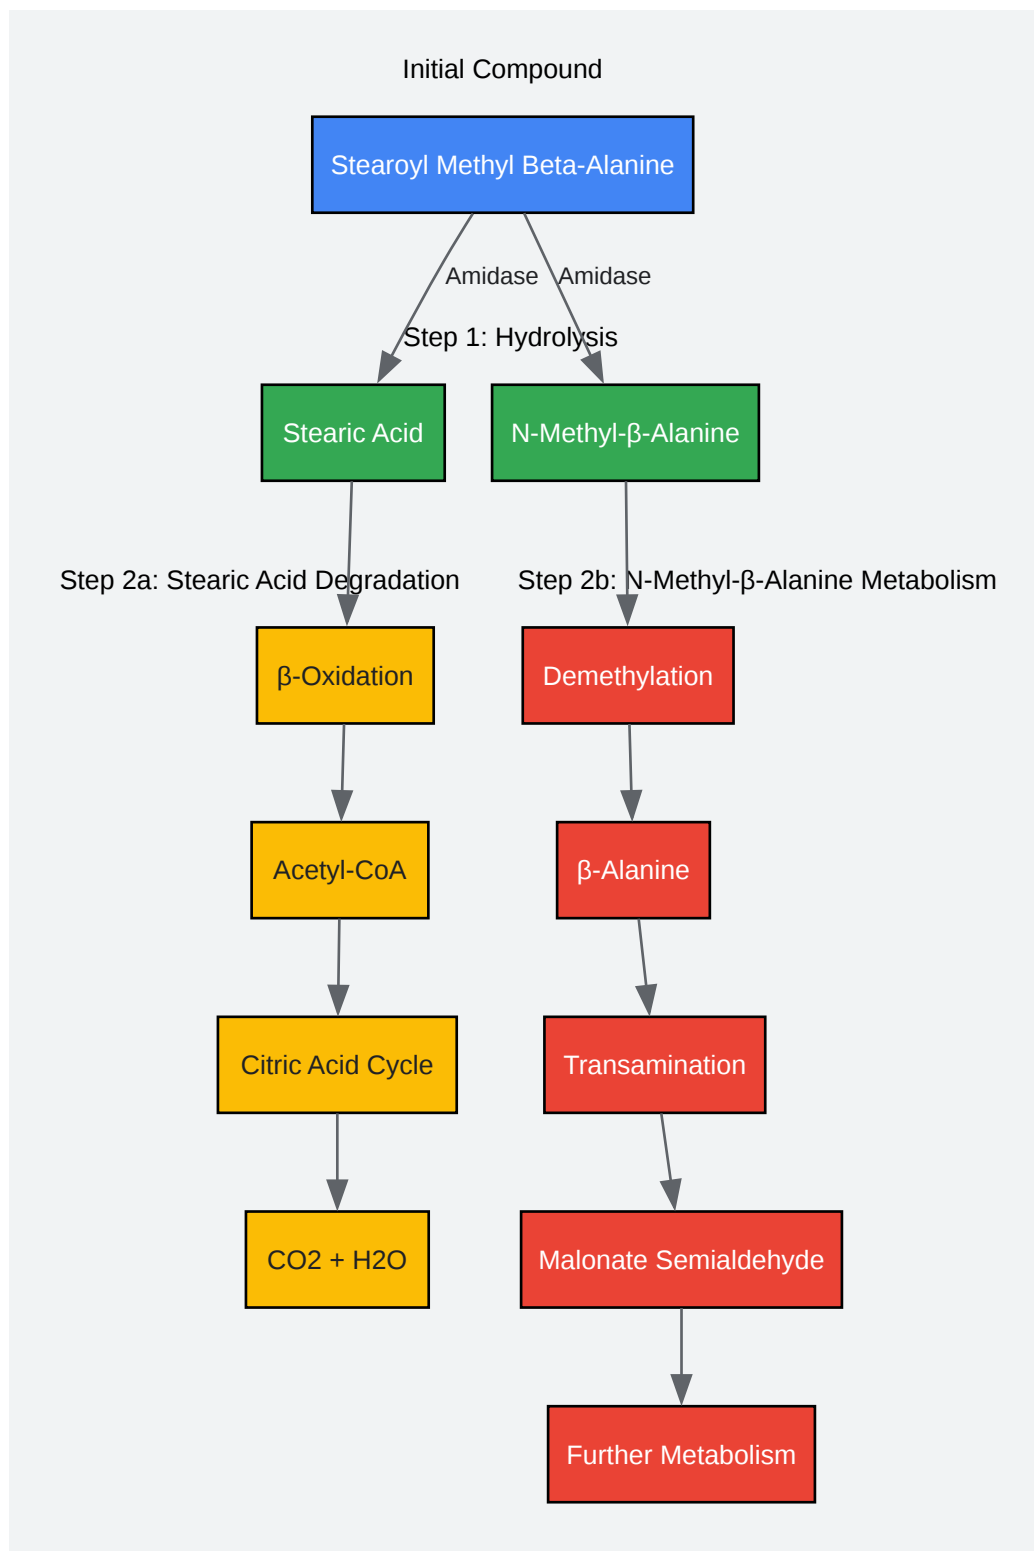 Initial Compound
Stearoyl Methyl Beta-Alanine
Amidase
Amidase
Step 1: Hydrolysis
Stearic Acid
N-Methyl-β-Alanine
Step 2a: Stearic Acid Degradation
Step 2b: N-Methyl-β-Alanine Metabolism
β-Oxidation
Demethylation
Acetyl-CoA
β-Alanine
Citric Acid Cycle
Transamination
CO2 + H2O
Malonate Semialdehyde
Further Metabolism